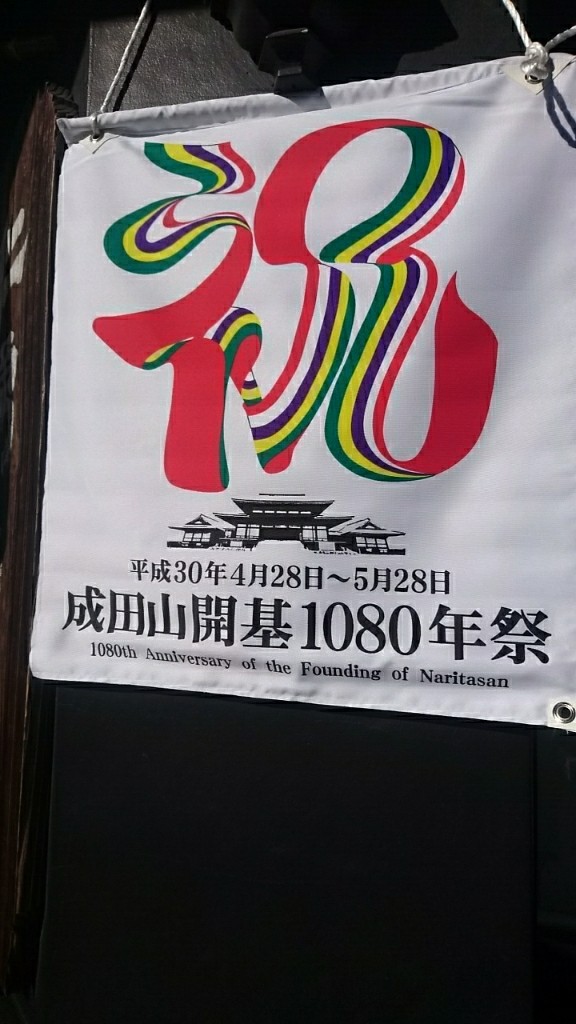 祝
平成30年4月28日～5月28日
成田山開基1080年祭
1080th Anniversary of the Founding of Naritasan